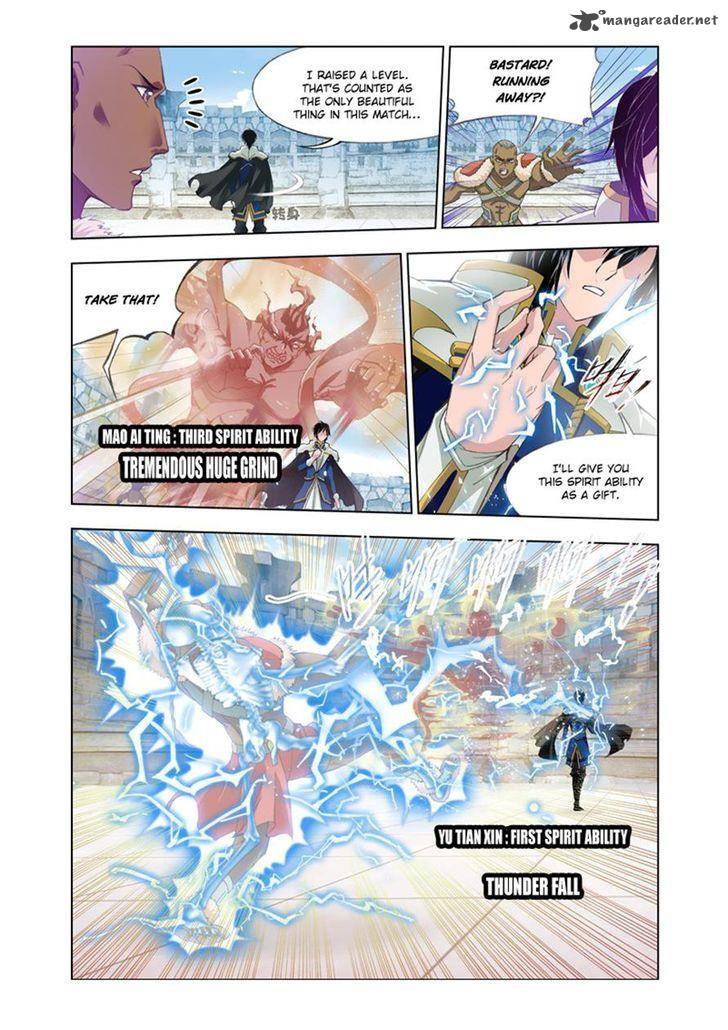 mangareader.net
I RAISED A LEVEL.
THAT'S COUNTED AS
THE ONLY BEAUTIFUL
THING IN THIS MATCH...
转身
BASTARD!
RUNNING
AWAY?!
TAKE THAT!
MAO AI TING : THIRD SPIRIT ABILITY
TREMENDOUS HUGE GRIND
I'LL GIVE YOU
THIS SPIRIT ABILITY
AS A GIFT.
YU TIAN XIN : FIRST SPIRIT ABILITY
THUNDER FALL